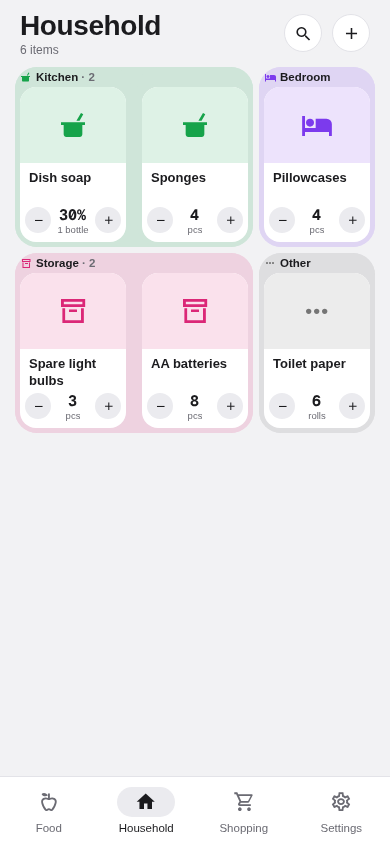 Household
6 items
Kitchen · 2
Bedroom
Dish soap
Sponges
Pillowcases
− 30% +
1 bottle
− 4 +
pcs
− 4 +
pcs
Storage · 2
Other
Spare light
bulbs
AA batteries
Toilet paper
− 3 +
pcs
− 8 +
pcs
− 6 +
rolls
Food
Household
Shopping
Settings